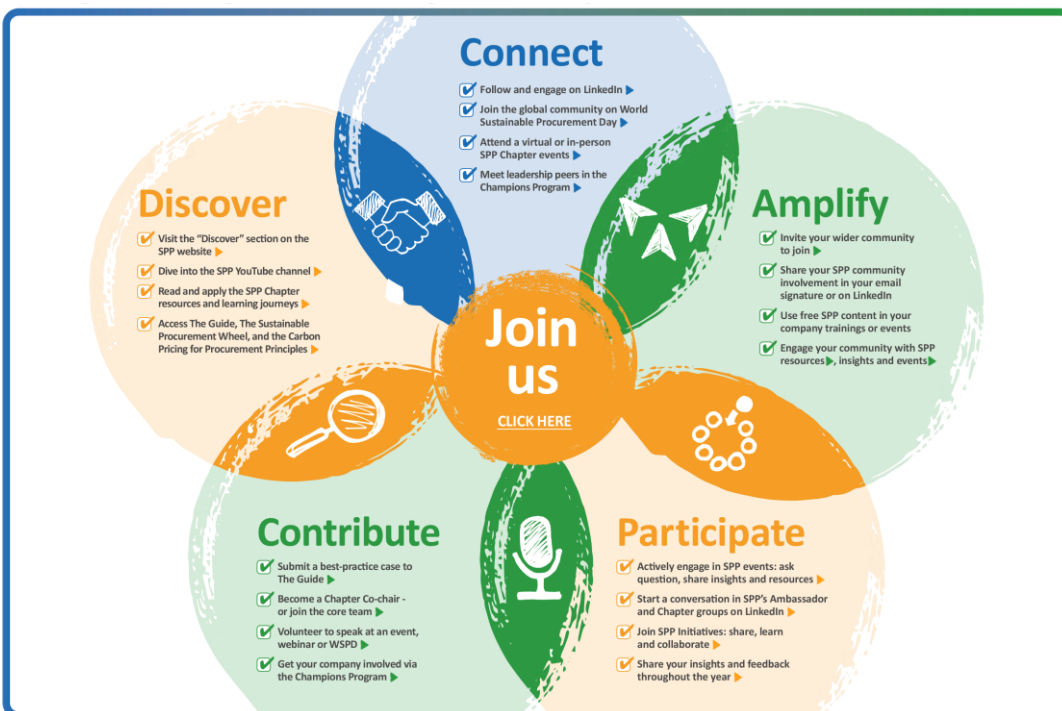 Connect
Follow and engage on LinkedIn
Join the global community on World
Sustainable Procurement Day
Attend a virtual or in-person
SPP Chapter events
Meet leadership peers in the
Champions Program
Discover
Visit the “Discover” section on the
SPP website
Dive into the SPP YouTube channel
Read and apply the SPP Chapter
resources and learning journeys
Access The Guide, The Sustainable
Procurement Wheel, and the Carbon
Pricing for Procurement Principles
Amplify
Invite your wider community
to join
Share your SPP community
involvement in your email
signature or on LinkedIn
Use free SPP content in your
company trainings or events
Engage your community with SPP
resources, insights and events
Join
us
CLICK HERE
Contribute
Submit a best-practice case to
The Guide
Become a Chapter Co-chair -
or join the core team
Volunteer to speak at an event,
webinar or WSPD
Get your company involved via
the Champions Program
Participate
Actively engage in SPP events: ask
question, share insights and resources
Start a conversation in SPP’s Ambassador
and Chapter groups on LinkedIn
Join SPP Initiatives: share, learn
and collaborate
Share your insights and feedback
throughout the year